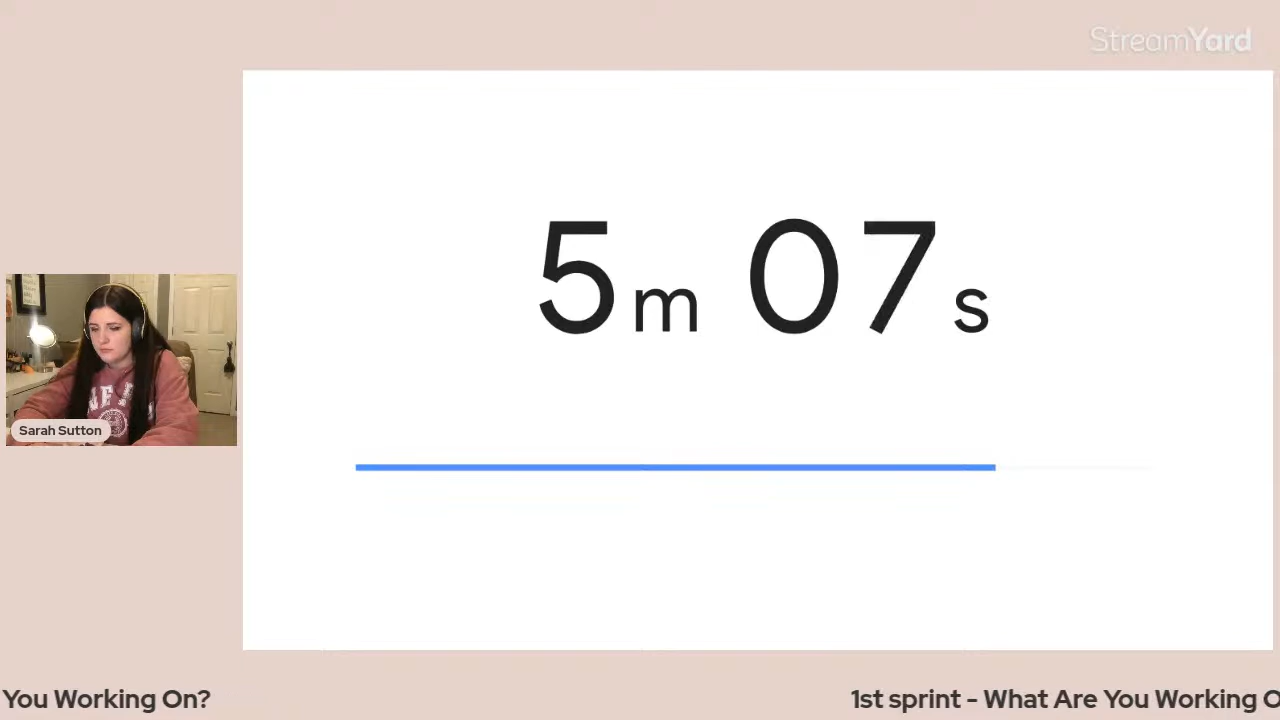 StreamYard
5m 07s
Sarah Sutton
You Working On?
1st sprint - What Are You Working O